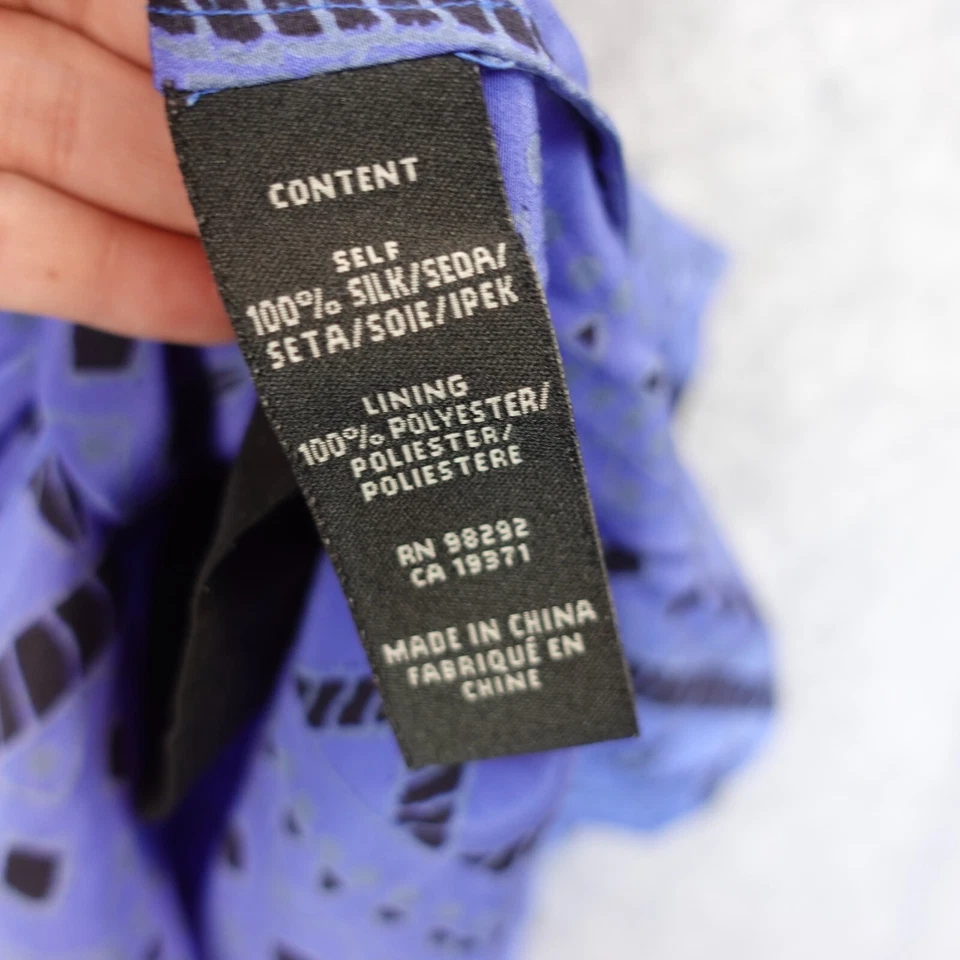 CONTENT
SELF
100% SILK/SEDA/
SETA/SOIE/IPEK
LINING
100% POLYESTER/
POLIESTER/
POLIESTERE
RN 98292
CA 19371
MADE IN CHINA
FABRIQUÉ EN
CHINE